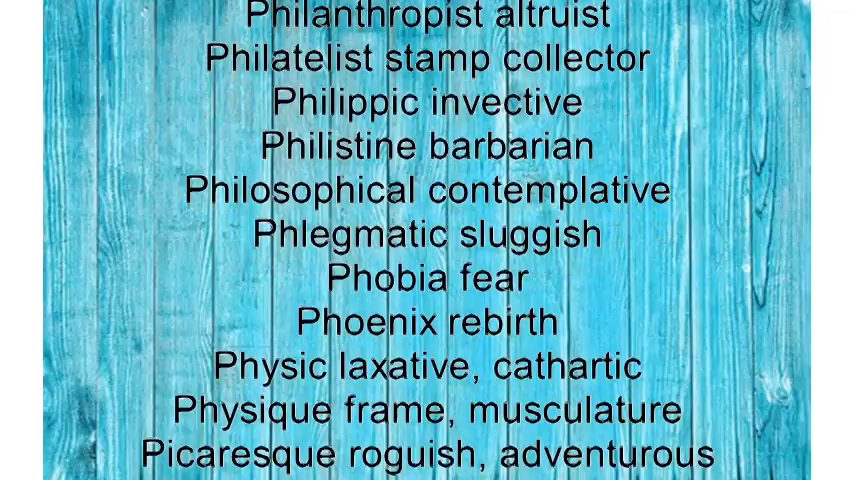 Philanthropist altruist
Philatelist stamp collector
Philippic invective
Philistine barbarian
Philosophical contemplative
Phlegmatic sluggish
Phobia fear
Phoenix rebirth
Physic laxative, cathartic
Physique frame, musculature
Picaresque roguish, adventurous